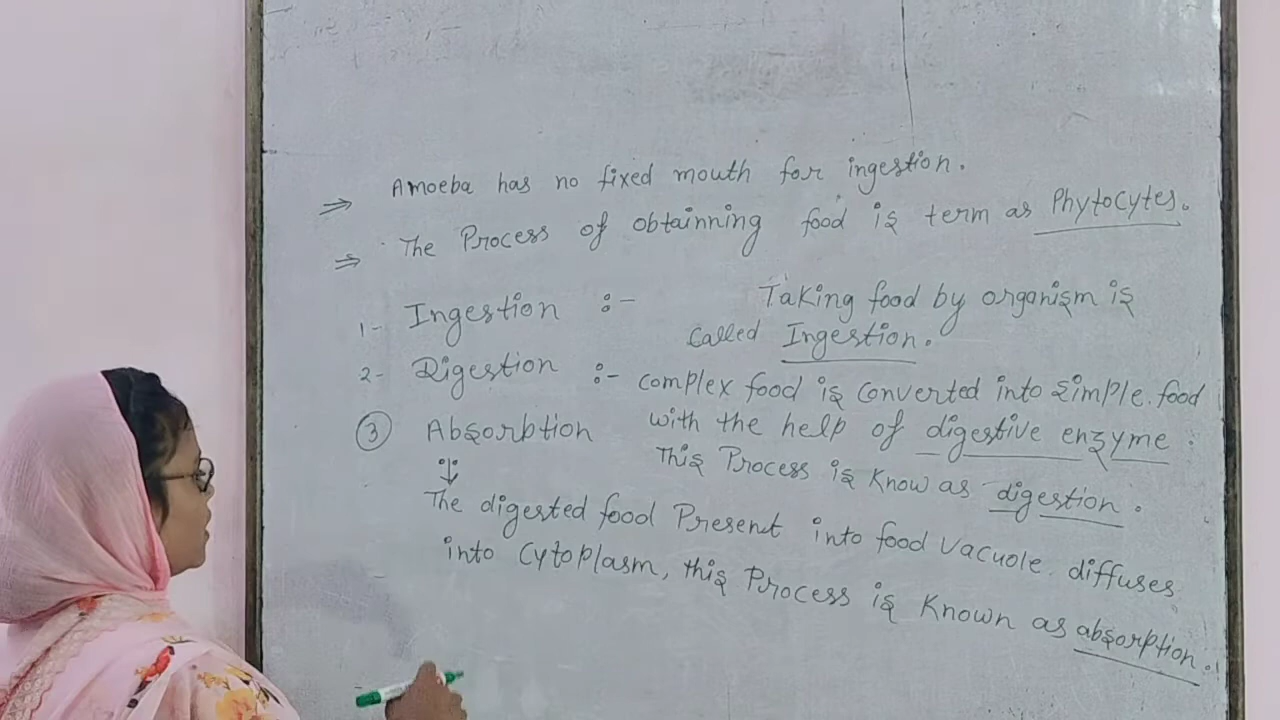 ⇒ Amoeba has no fixed mouth for ingestion.
⇒ The Process of obtainning food is term as Phytocytes.
1- Ingestion :- Taking food by organism is
called Ingestion.
2- Digestion :- complex food is converted into simple food
with the help of digestive enzyme.
This Process is Know as digestion.
③ Absorbtion
↓
The digested food Present into food Vacuole diffuses
into Cytoplasm, this Process is Known as absorption.